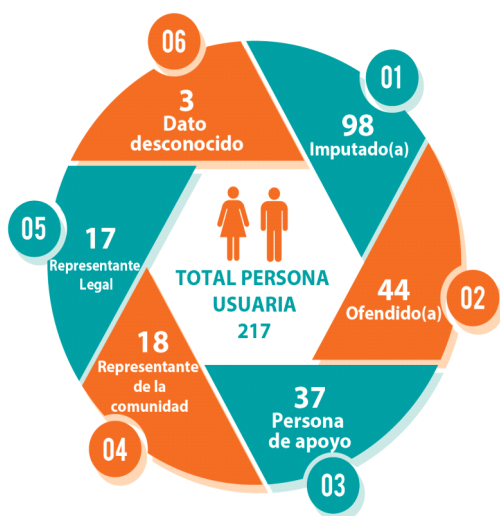 01
98
Imputado(a)
02
44
Ofendido(a)
03
37
Persona
de apoyo
04
18
Representante
de la
comunidad
05
17
Representante
Legal
06
3
Dato
desconocido
TOTAL PERSONA
USUARIA
217